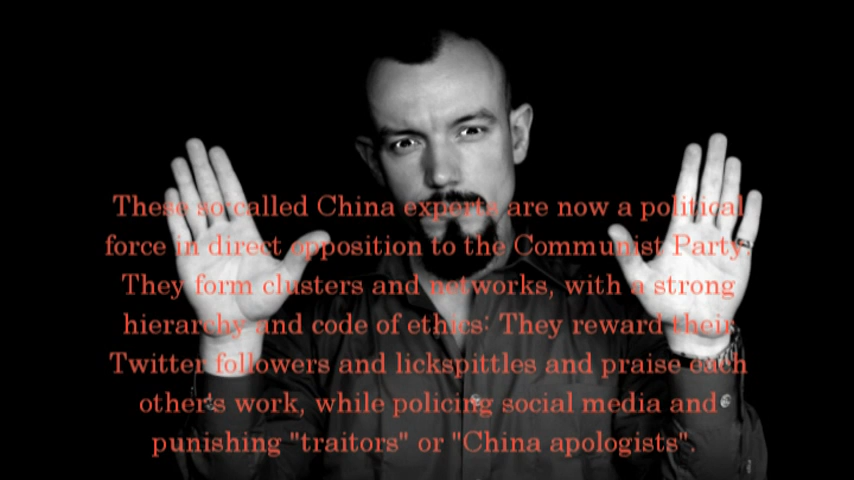 These so-called China experts are now a political
force in direct opposition to the Communist Party.
They form clusters and networks, with a strong
hierarchy and code of ethics: They reward their
Twitter followers and lickspittles and praise each
other's work, while policing social media and
punishing "traitors" or "China apologists".